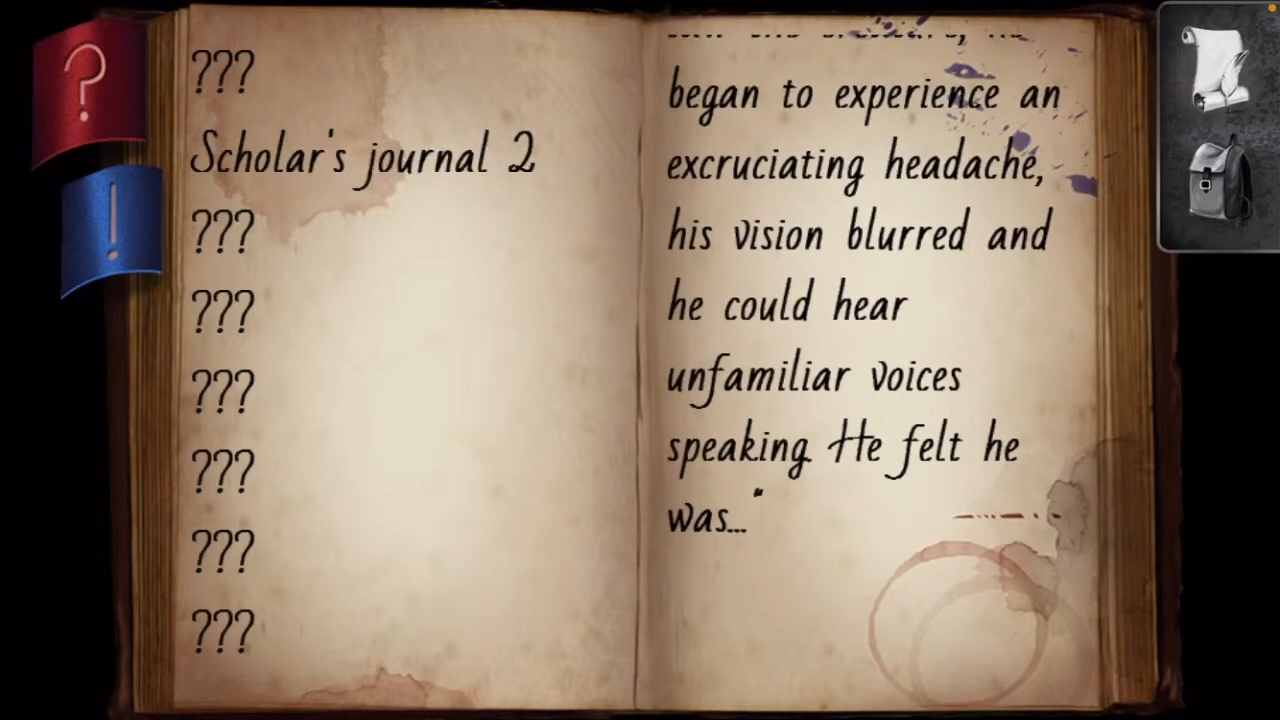 ???
Scholar's journal 2
???
???
???
???
???
???
began to experience an
excruciating headache,
his vision blurred and
he could hear
unfamiliar voices
speaking. He felt he
was..."